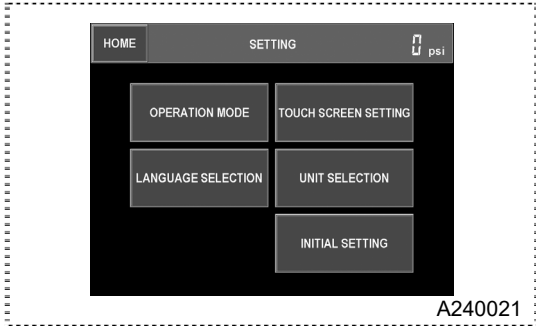 HOME SETTING 0 psi
OPERATION MODE TOUCH SCREEN SETTING
LANGUAGE SELECTION UNIT SELECTION
INITIAL SETTING
A240021